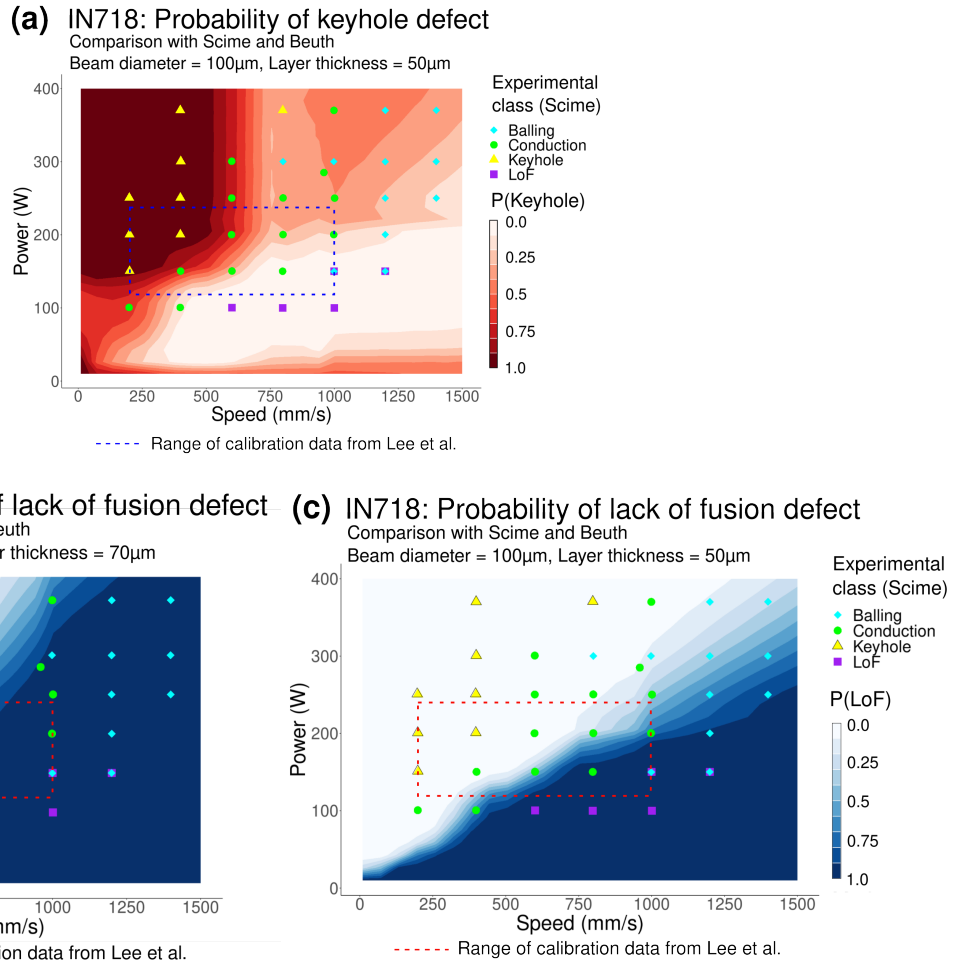 (a) IN718: Probability of keyhole defect
Comparison with Scime and Beuth
Beam diameter = 100µm, Layer thickness = 50µm
400
300
200
100
0
Power (W)
0 250 500 750 1000 1250 1500
Speed (mm/s)
Range of calibration data from Lee et al.
Experimental
class (Scime)
Balling
Conduction
Keyhole
LoF
P(Keyhole)
0.0
0.25
0.5
0.75
1.0
f lack of fusion defect
euth
r thickness = 70µm
1000 1250 1500
m/s)
ion data from Lee et al.
(c) IN718: Probability of lack of fusion defect
Comparison with Scime and Beuth
Beam diameter = 100µm, Layer thickness = 50µm
400
300
200
100
0
Power (W)
0 250 500 750 1000 1250 1500
Speed (mm/s)
Range of calibration data from Lee et al.
Experimental
class (Scime)
Balling
Conduction
Keyhole
LoF
P(LoF)
0.0
0.25
0.5
0.75
1.0